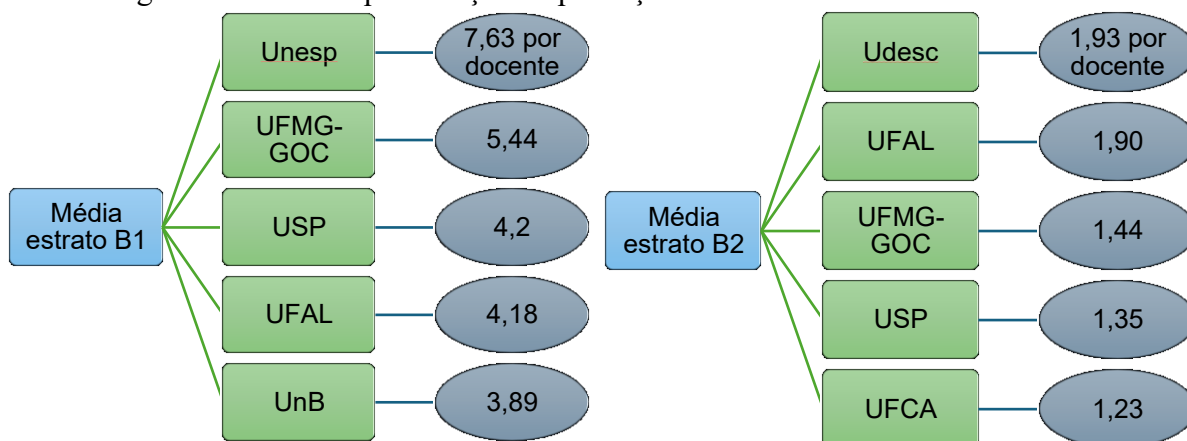 Média
estrato B1
Unesp
7,63 por
docente
UFMG-
GOC
5,44
USP
4,2
UFAL
4,18
UnB
3,89
Média
estrato B2
Udesc
1,93 por
docente
UFAL
1,90
UFMG-
GOC
1,44
USP
1,35
UFCA
1,23